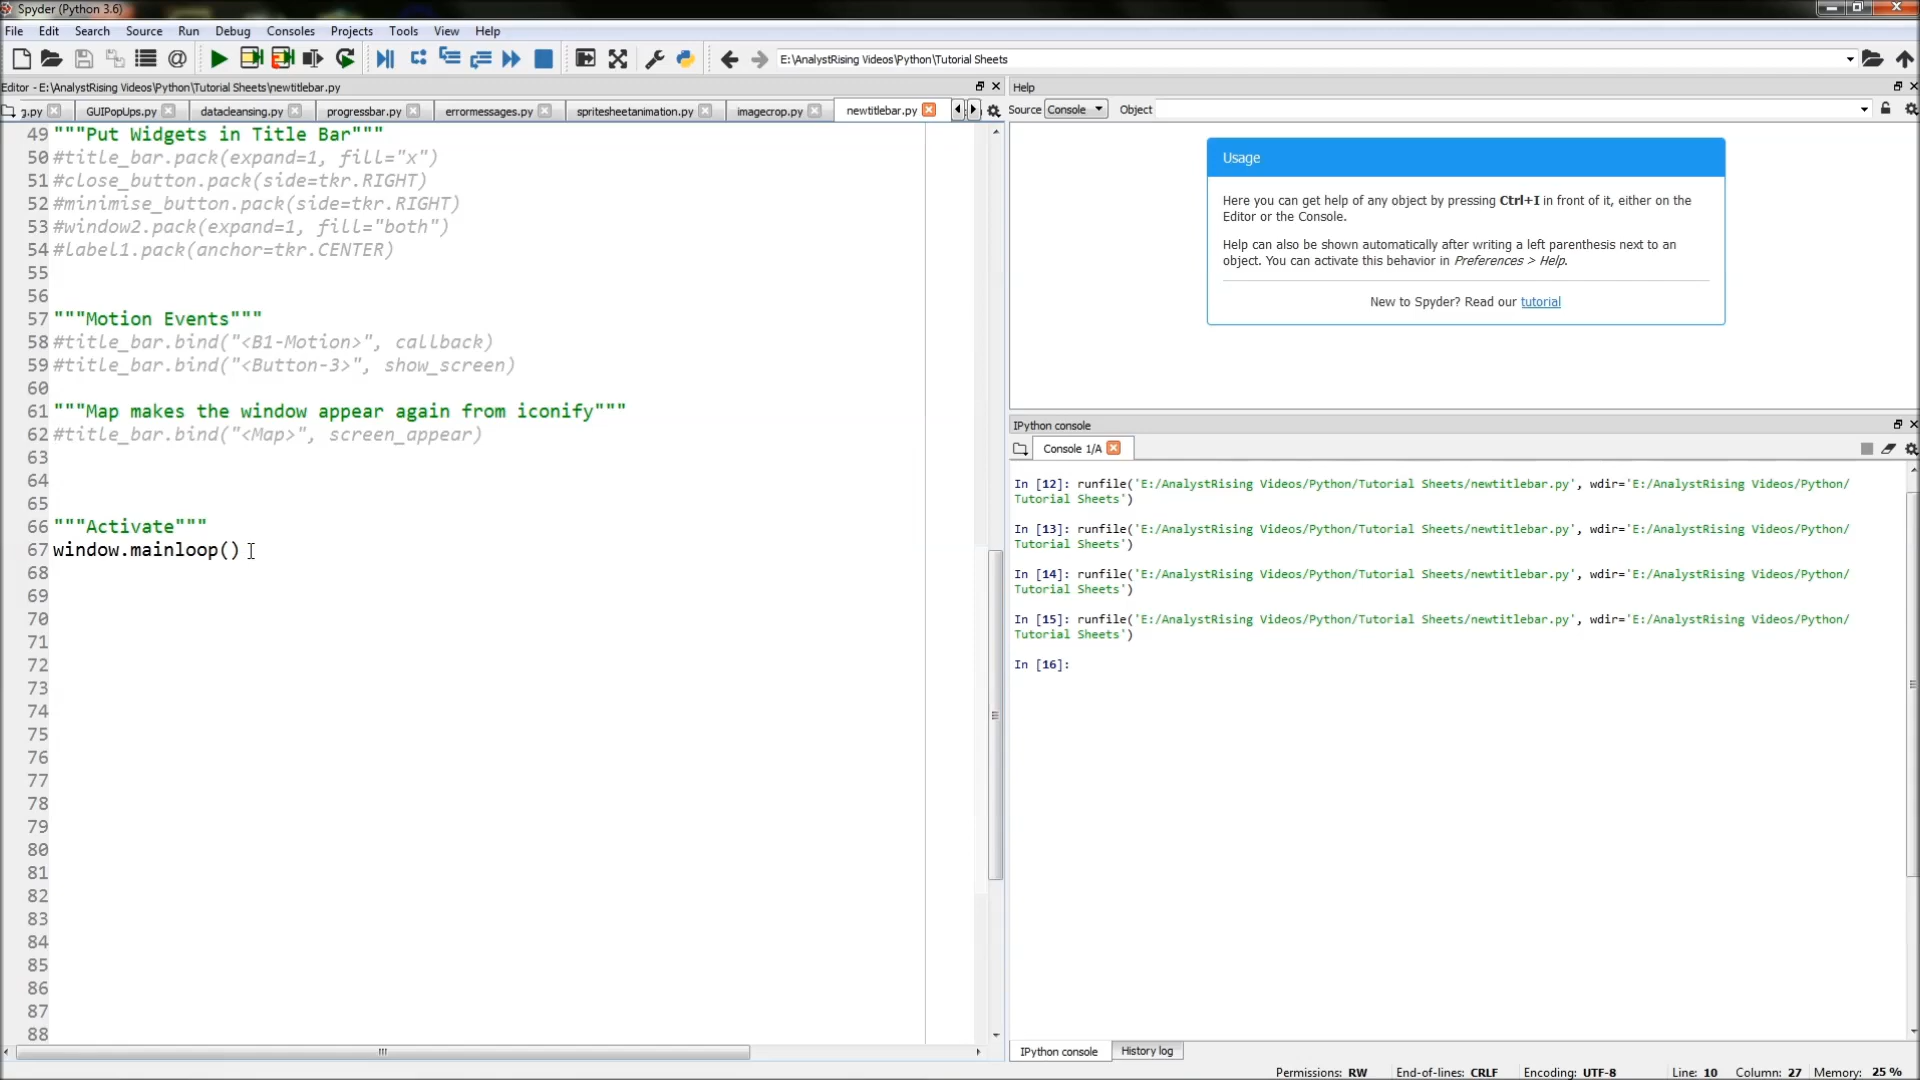 Spyder (Python 3.6)
File Edit Search Source Run Debug Consoles Projects Tools View Help
E:\AnalystRising Videos\Python\Tutorial Sheets
Editor - E:\AnalystRising Videos\Python\Tutorial Sheets\newtitlebar.py
GUIPopUps.py datacleansing.py progressbar.py errormessages.py spritesheetanimation.py imagecrop.py newtitlebar.py
49 """Put Widgets in Title Bar"""
50 #title_bar.pack(expand=1, fill="x")
51 #close_button.pack(side=tkr.RIGHT)
52 #minimise_button.pack(side=tkr.RIGHT)
53 #window2.pack(expand=1, fill="both")
54 #label1.pack(anchor=tkr.CENTER)
55
56
57 """Motion Events"""
58 #title_bar.bind("<B1-Motion>", callback)
59 #title_bar.bind("<Button-3>", show_screen)
60
61 """Map makes the window appear again from iconify"""
62 #title_bar.bind("<Map>", screen_appear)
63
64
65
66 """Activate"""
67 window.mainloop()
68
69
70
71
72
73
74
75
76
77
78
79
80
81
82
83
84
85
86
87
88
Help
Source Console Object
Usage
Here you can get help of any object by pressing Ctrl+I in front of it, either on the
Editor or the Console.
Help can also be shown automatically after writing a left parenthesis next to an
object. You can activate this behavior in Preferences > Help.
New to Spyder? Read our tutorial
IPython console
Console 1/A
In [12]: runfile('E:/AnalystRising Videos/Python/Tutorial Sheets/newtitlebar.py', wdir='E:/AnalystRising Videos/Python/
Tutorial Sheets')
In [13]: runfile('E:/AnalystRising Videos/Python/Tutorial Sheets/newtitlebar.py', wdir='E:/AnalystRising Videos/Python/
Tutorial Sheets')
In [14]: runfile('E:/AnalystRising Videos/Python/Tutorial Sheets/newtitlebar.py', wdir='E:/AnalystRising Videos/Python/
Tutorial Sheets')
In [15]: runfile('E:/AnalystRising Videos/Python/Tutorial Sheets/newtitlebar.py', wdir='E:/AnalystRising Videos/Python/
Tutorial Sheets')
In [16]:
IPython console History log
Permissions: RW End-of-lines: CRLF Encoding: UTF-8 Line: 10 Column: 27 Memory: 25 %